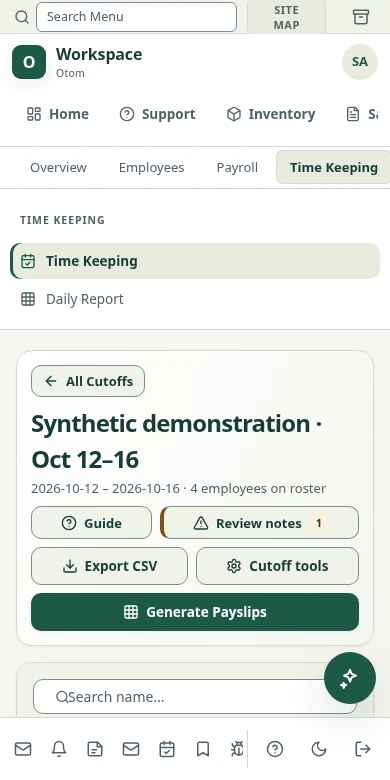 Search Menu
SITE
MAP
O
Workspace
Otom
SA
Home
Support
Inventory
Overview
Employees
Payroll
Time Keeping
TIME KEEPING
Time Keeping
Daily Report
All Cutoffs
Synthetic demonstration ·
Oct 12–16
2026-10-12 – 2026-10-16 · 4 employees on roster
Guide
Review notes 1
Export CSV
Cutoff tools
Generate Payslips
Search name...